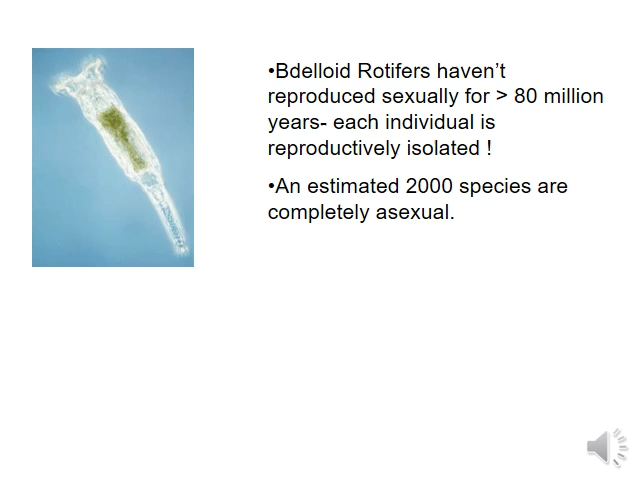 •Bdelloid Rotifers haven’t
reproduced sexually for > 80 million
years- each individual is
reproductively isolated !
•An estimated 2000 species are
completely asexual.